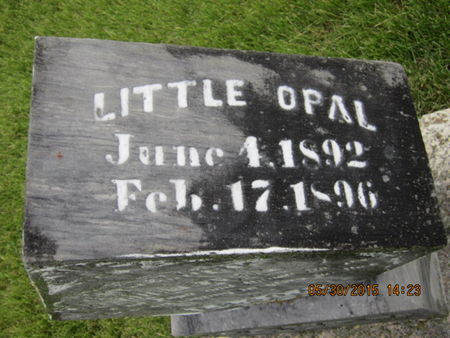 LITTLE OPAL
June 4, 1892
Feb. 17, 1896
05/30/2015 14:23